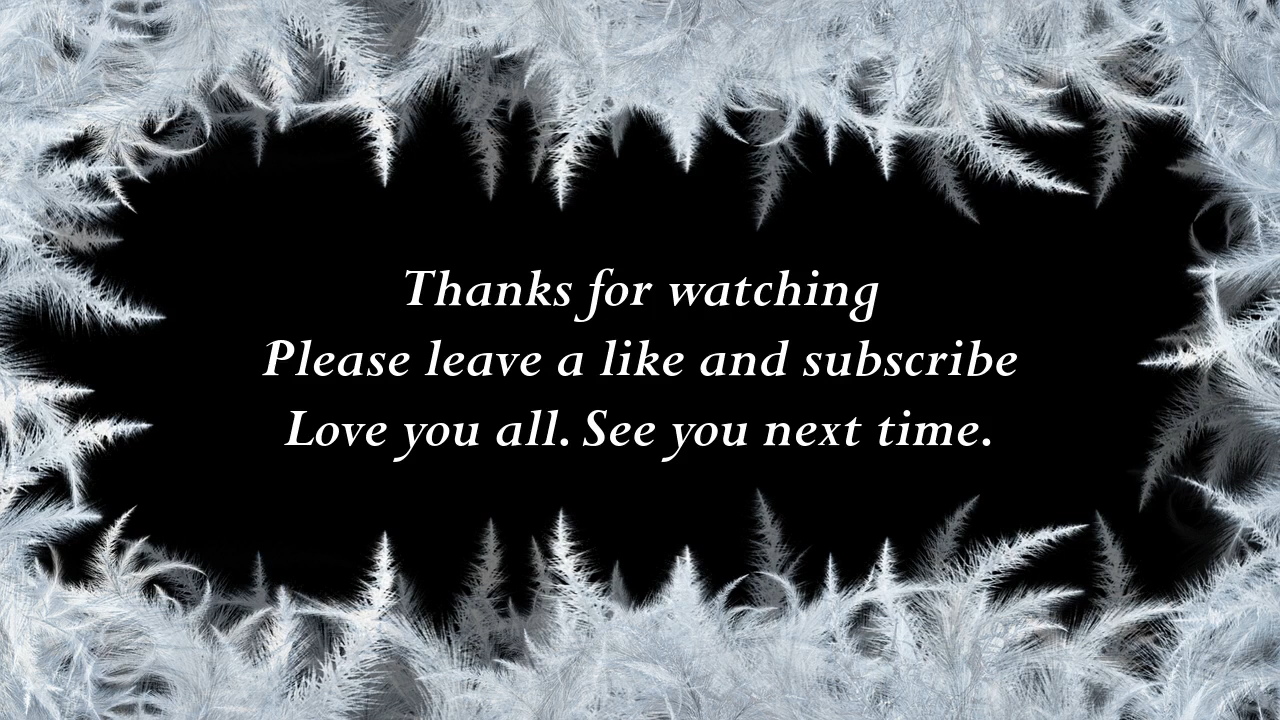 Thanks for watching
Please leave a like and subscribe
Love you all. See you next time.